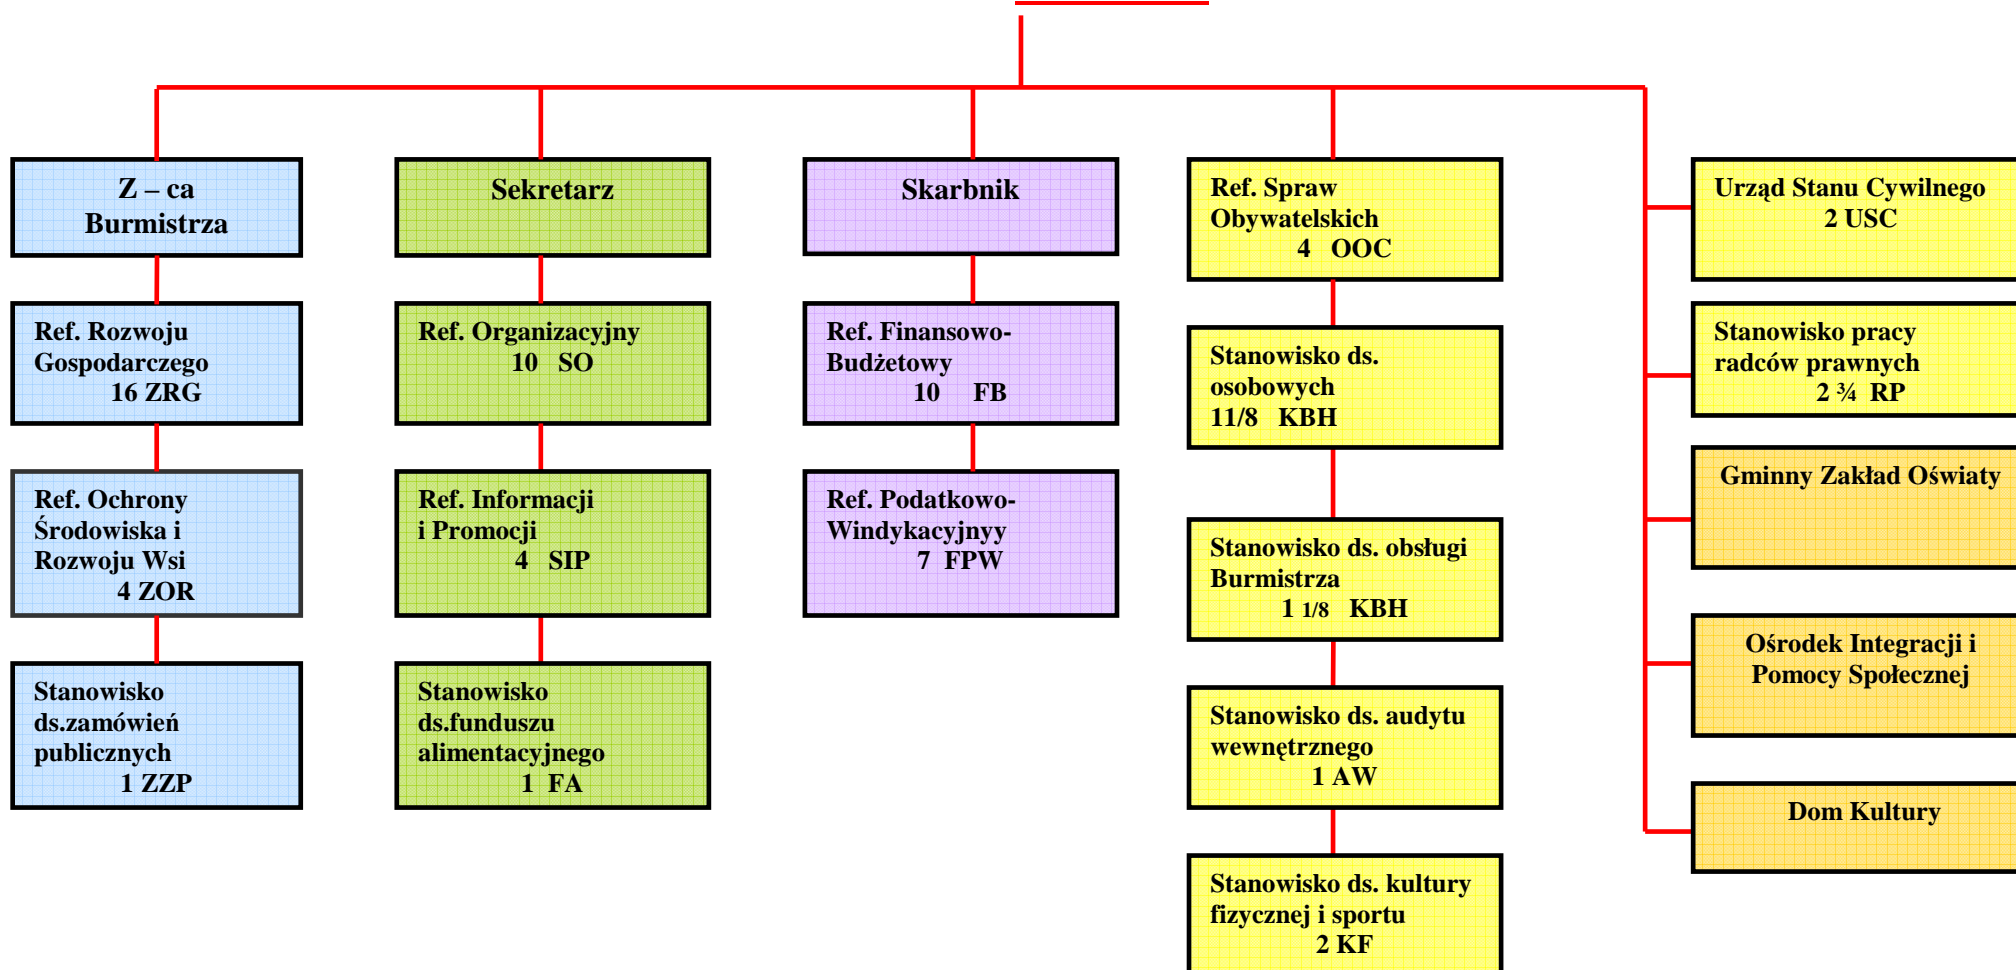 Z – ca
Burmistrza
Ref. Rozwoju
Gospodarczego
16 ZRG
Ref. Ochrony
Środowiska i
Rozwoju Wsi
4 ZOR
Stanowisko
ds.zamówień
publicznych
1 ZZP
Sekretarz
Ref. Organizacyjny
10 SO
Ref. Informacji
i Promocji
4 SIP
Stanowisko
ds.funduszu
alimentacyjnego
1 FA
Skarbnik
Ref. Finansowo-
Budżetowy
10 FB
Ref. Podatkowo-
Windykacyjnyy
7 FPW
Ref. Spraw
Obywatelskich
4 OOC
Stanowisko ds.
osobowych
11/8 KBH
Stanowisko ds. obsługi
Burmistrza
1 1/8 KBH
Stanowisko ds. audytu
wewnętrznego
1 AW
Stanowisko ds. kultury
fizycznej i sportu
2 KF
Urząd Stanu Cywilnego
2 USC
Stanowisko pracy
radców prawnych
2 ¾ RP
Gminny Zakład Oświaty
Ośrodek Integracji i
Pomocy Społecznej
Dom Kultury